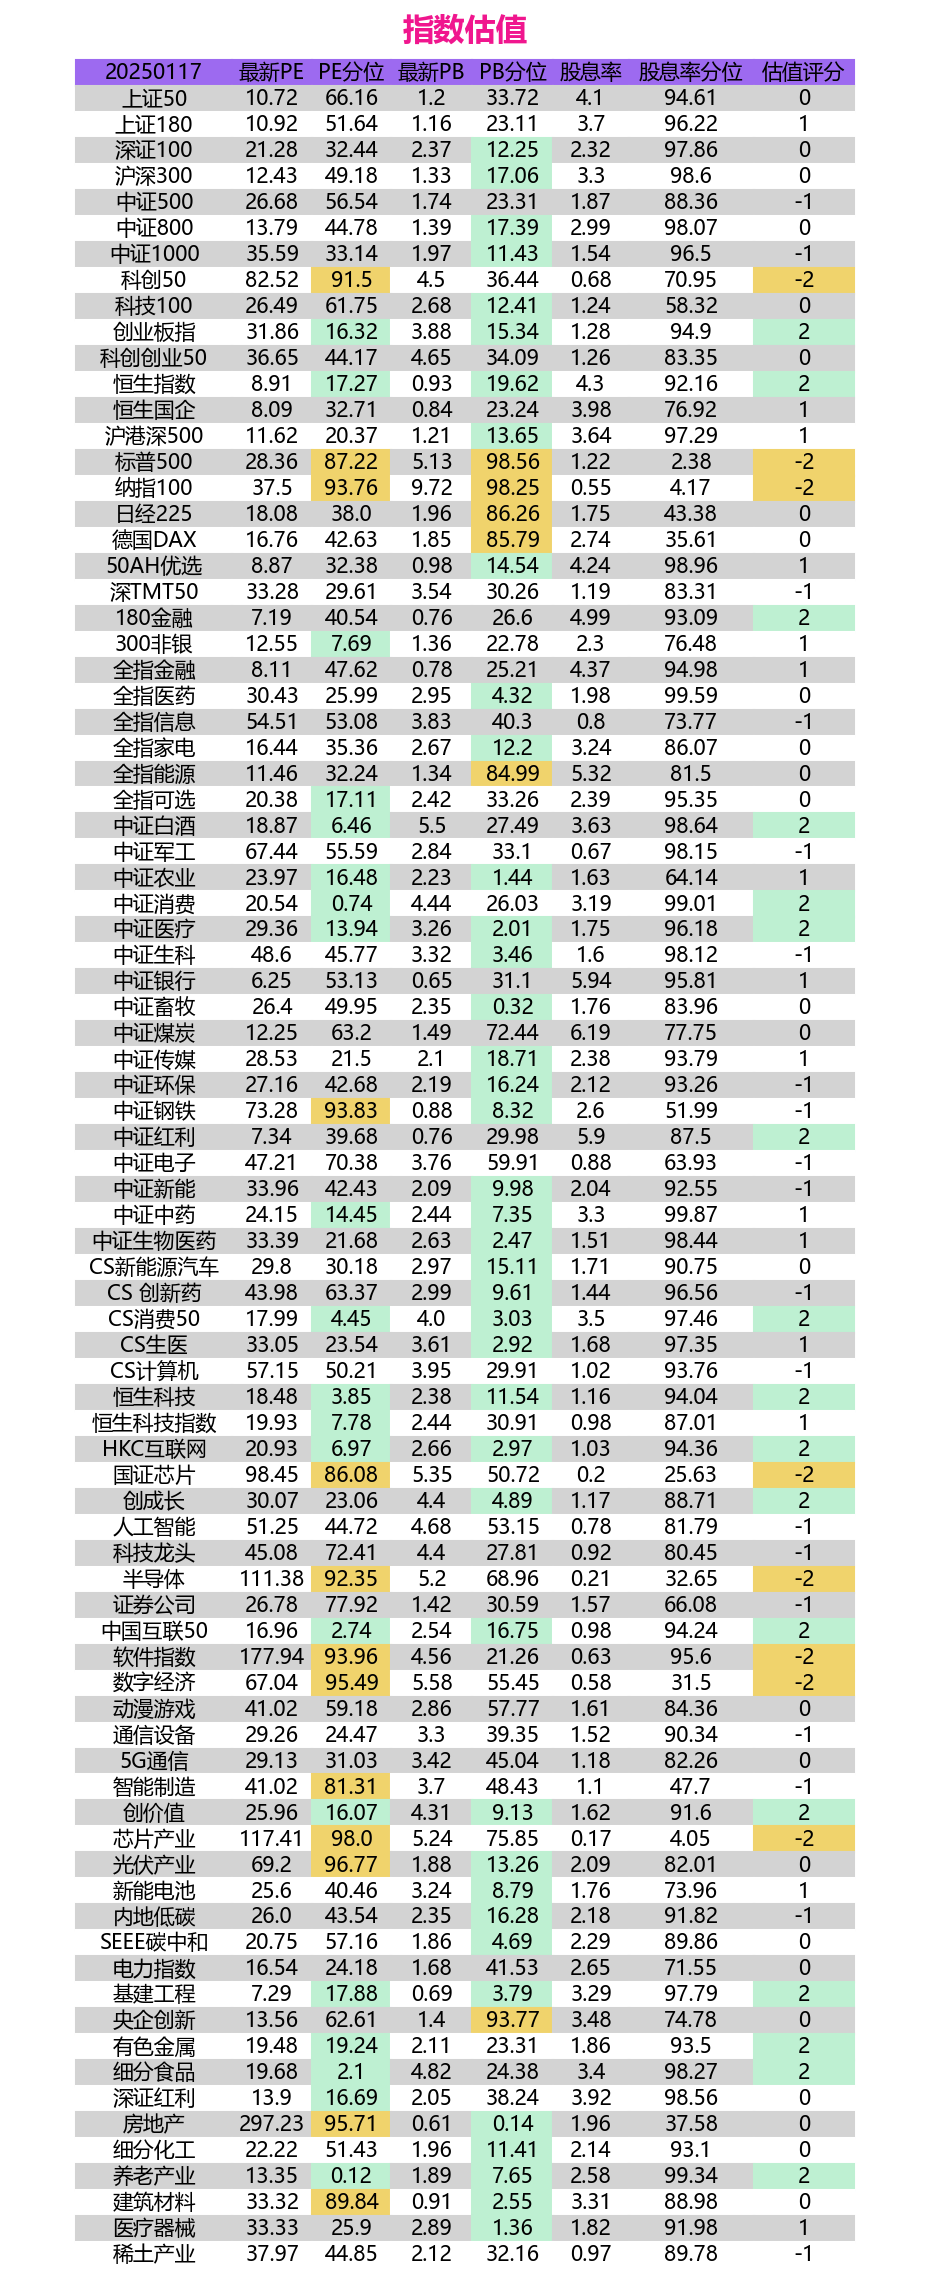 指数估值
20250117 最新PE PE分位 最新PB PB分位 股息率 股息率分位 估值评分
上证50 10.72 66.16 1.2 33.72 4.1 94.61 0
上证180 10.92 51.64 1.16 23.11 3.7 96.22 1
深证100 21.28 32.44 2.37 12.25 2.32 97.86 0
沪深300 12.43 49.18 1.33 17.06 3.3 98.6 0
中证500 26.68 56.54 1.74 23.31 1.87 88.36 -1
中证800 13.79 44.78 1.39 17.39 2.99 98.07 0
中证1000 35.59 33.14 1.97 11.43 1.54 96.5 -1
科创50 82.52 91.5 4.5 36.44 0.68 70.95 -2
科技100 26.49 61.75 2.68 12.41 1.24 58.32 0
创业板指 31.86 16.32 3.88 15.34 1.28 94.9 2
科创创业50 36.65 44.17 4.65 34.09 1.26 83.35 0
恒生指数 8.91 17.27 0.93 19.62 4.3 92.16 2
恒生国企 8.09 32.71 0.84 23.24 3.98 76.92 1
沪港深500 11.62 20.37 1.21 13.65 3.64 97.29 1
标普500 28.36 87.22 5.13 98.56 1.22 2.38 -2
纳指100 37.5 93.76 9.72 98.25 0.55 4.17 -2
日经225 18.08 38.0 1.96 86.26 1.75 43.38 0
德国DAX 16.76 42.63 1.85 85.79 2.74 35.61 0
50AH优选 8.87 32.38 0.98 14.54 4.24 98.96 1
深TMT50 33.28 29.61 3.54 30.26 1.19 83.31 -1
180金融 7.19 40.54 0.76 26.6 4.99 93.09 2
300非银 12.55 7.69 1.36 22.78 2.3 76.48 1
全指金融 8.11 47.62 0.78 25.21 4.37 94.98 1
全指医药 30.43 25.99 2.95 4.32 1.98 99.59 0
全指信息 54.51 53.08 3.83 40.3 0.8 73.77 -1
全指家电 16.44 35.36 2.67 12.2 3.24 86.07 0
全指能源 11.46 32.24 1.34 84.99 5.32 81.5 0
全指可选 20.38 17.11 2.42 33.26 2.39 95.35 0
中证白酒 18.87 6.46 5.5 27.49 3.63 98.64 2
中证军工 67.44 55.59 2.84 33.1 0.67 98.15 -1
中证农业 23.97 16.48 2.23 1.44 1.63 64.14 1
中证消费 20.54 0.74 4.44 26.03 3.19 99.01 2
中证医疗 29.36 13.94 3.26 2.01 1.75 96.18 2
中证生科 48.6 45.77 3.32 3.46 1.6 98.12 -1
中证银行 6.25 53.13 0.65 31.1 5.94 95.81 1
中证畜牧 26.4 49.95 2.35 0.32 1.76 83.96 0
中证煤炭 12.25 63.2 1.49 72.44 6.19 77.75 0
中证传媒 28.53 21.5 2.1 18.71 2.38 93.79 1
中证环保 27.16 42.68 2.19 16.24 2.12 93.26 -1
中证钢铁 73.28 93.83 0.88 8.32 2.6 51.99 -1
中证红利 7.34 39.68 0.76 29.98 5.9 87.5 2
中证电子 47.21 70.38 3.76 59.91 0.88 63.93 -1
中证新能 33.96 42.43 2.09 9.98 2.04 92.55 -1
中证中药 24.15 14.45 2.44 7.35 3.3 99.87 1
中证生物医药 33.39 21.68 2.63 2.47 1.51 98.44 1
CS新能源汽车 29.8 30.18 2.97 15.11 1.71 90.75 0
CS 创新药 43.98 63.37 2.99 9.61 1.44 96.56 -1
CS消费50 17.99 4.45 4.0 3.03 3.5 97.46 2
CS生医 33.05 23.54 3.61 2.92 1.68 97.35 1
CS计算机 57.15 50.21 3.95 29.91 1.02 93.76 -1
恒生科技 18.48 3.85 2.38 11.54 1.16 94.04 2
恒生科技指数 19.93 7.78 2.44 30.91 0.98 87.01 1
HKC互联网 20.93 6.97 2.66 2.97 1.03 94.36 2
国证芯片 98.45 86.08 5.35 50.72 0.2 25.63 -2
创成长 30.07 23.06 4.4 4.89 1.17 88.71 2
人工智能 51.25 44.72 4.68 53.15 0.78 81.79 -1
科技龙头 45.08 72.41 4.4 27.81 0.92 80.45 -1
半导体 111.38 92.35 5.2 68.96 0.21 32.65 -2
证券公司 26.78 77.92 1.42 30.59 1.57 66.08 -1
中国互联50 16.96 2.74 2.54 16.75 0.98 94.24 2
软件指数 177.94 93.96 4.56 21.26 0.63 95.6 -2
数字经济 67.04 95.49 5.58 55.45 0.58 31.5 -2
动漫游戏 41.02 59.18 2.86 57.77 1.61 84.36 0
通信设备 29.26 24.47 3.3 39.35 1.52 90.34 -1
5G通信 29.13 31.03 3.42 45.04 1.18 82.26 0
智能制造 41.02 81.31 3.7 48.43 1.1 47.7 -1
创价值 25.96 16.07 4.31 9.13 1.62 91.6 2
芯片产业 117.41 98.0 5.24 75.85 0.17 4.05 -2
光伏产业 69.2 96.77 1.88 13.26 2.09 82.01 0
新能电池 25.6 40.46 3.24 8.79 1.76 73.96 1
内地低碳 26.0 43.54 2.35 16.28 2.18 91.82 -1
SEEE碳中和 20.75 57.16 1.86 4.69 2.29 89.86 0
电力指数 16.54 24.18 1.68 41.53 2.65 71.55 0
基建工程 7.29 17.88 0.69 3.79 3.29 97.79 2
央企创新 13.56 62.61 1.4 93.77 3.48 74.78 0
有色金属 19.48 19.24 2.11 23.31 1.86 93.5 2
细分食品 19.68 2.1 4.82 24.38 3.4 98.27 2
深证红利 13.9 16.69 2.05 38.24 3.92 98.56 0
房地产 297.23 95.71 0.61 0.14 1.96 37.58 0
细分化工 22.22 51.43 1.96 11.41 2.14 93.1 0
养老产业 13.35 0.12 1.89 7.65 2.58 99.34 2
建筑材料 33.32 89.84 0.91 2.55 3.31 88.98 0
医疗器械 33.33 25.9 2.89 1.36 1.82 91.98 1
稀土产业 37.97 44.85 2.12 32.16 0.97 89.78 -1